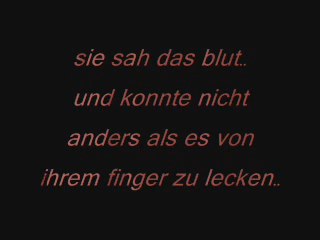 sie sah das blut..
und konnte nicht
anders als es von
ihrem finger zu lecken..